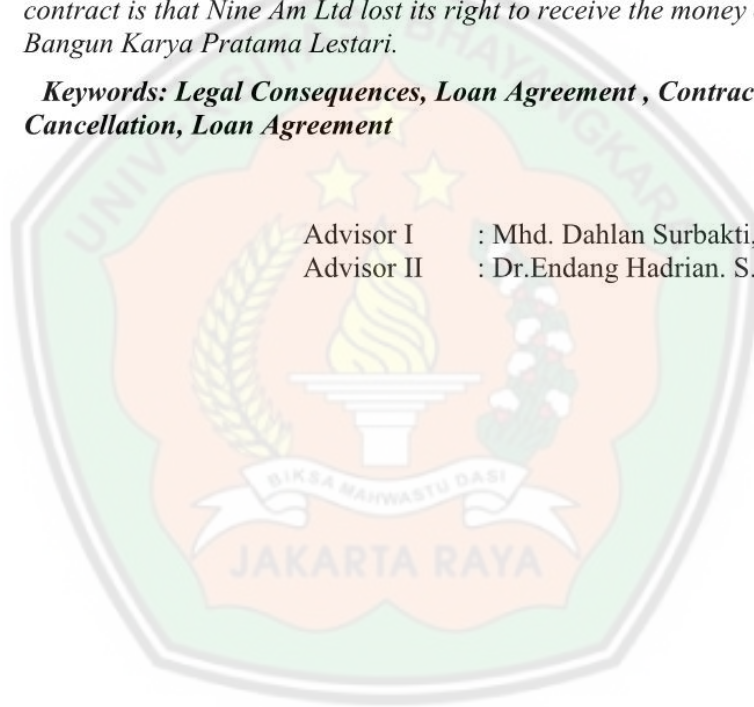 contract is that Nine Am Ltd lost its right to receive the money
Bangun Karya Pratama Lestari.
Keywords: Legal Consequences, Loan Agreement , Contrac
Cancellation, Loan Agreement
UNIVERSITAS BHAYANGKARA
Advisor I : Mhd. Dahlan Surbakti,
Advisor II : Dr.Endang Hadrian. S.
BIKSA MAHWASTU DASI
JAKARTA RAYA